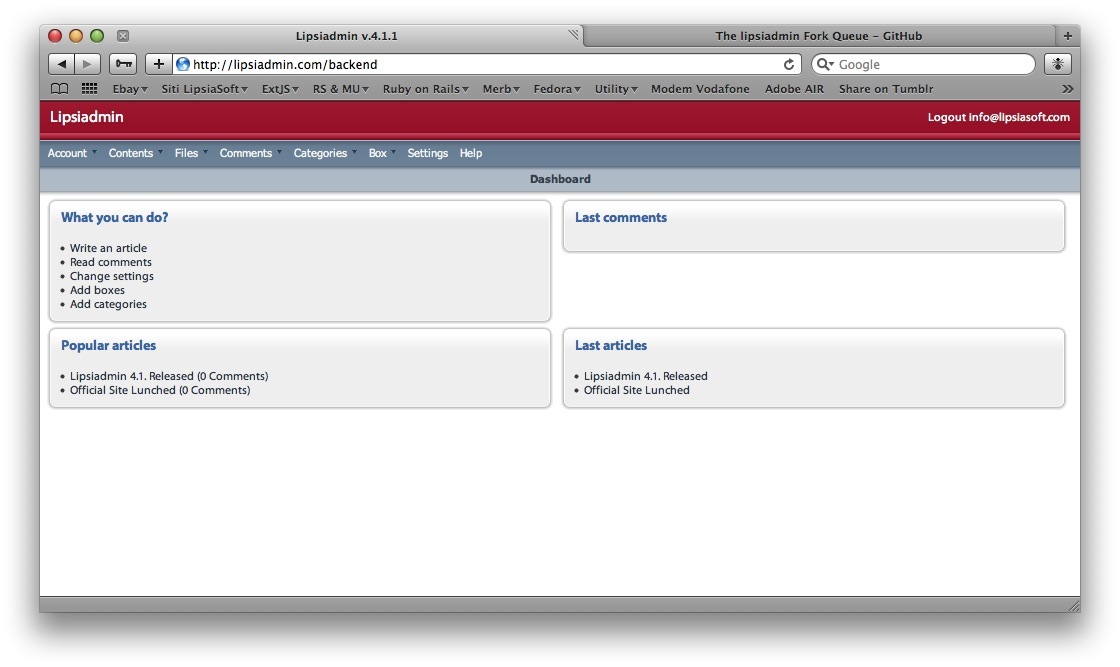 Lipsiadmin v.4.1.1
The lipsiadmin Fork Queue – GitHub
http://lipsiadmin.com/backend
Google
Ebay Siti LipsiaSoft ExtJS RS & MU Ruby on Rails Merb Fedora Utility Modem Vodafone Adobe AIR Share on Tumblr
Lipsiadmin
Logout info@lipsiasoft.com
Account Contents Files Comments Categories Box Settings Help
Dashboard
What you can do?
• Write an article
• Read comments
• Change settings
• Add boxes
• Add categories
Last comments
Popular articles
• Lipsiadmin 4.1. Released (0 Comments)
• Official Site Lunched (0 Comments)
Last articles
• Lipsiadmin 4.1. Released
• Official Site Lunched